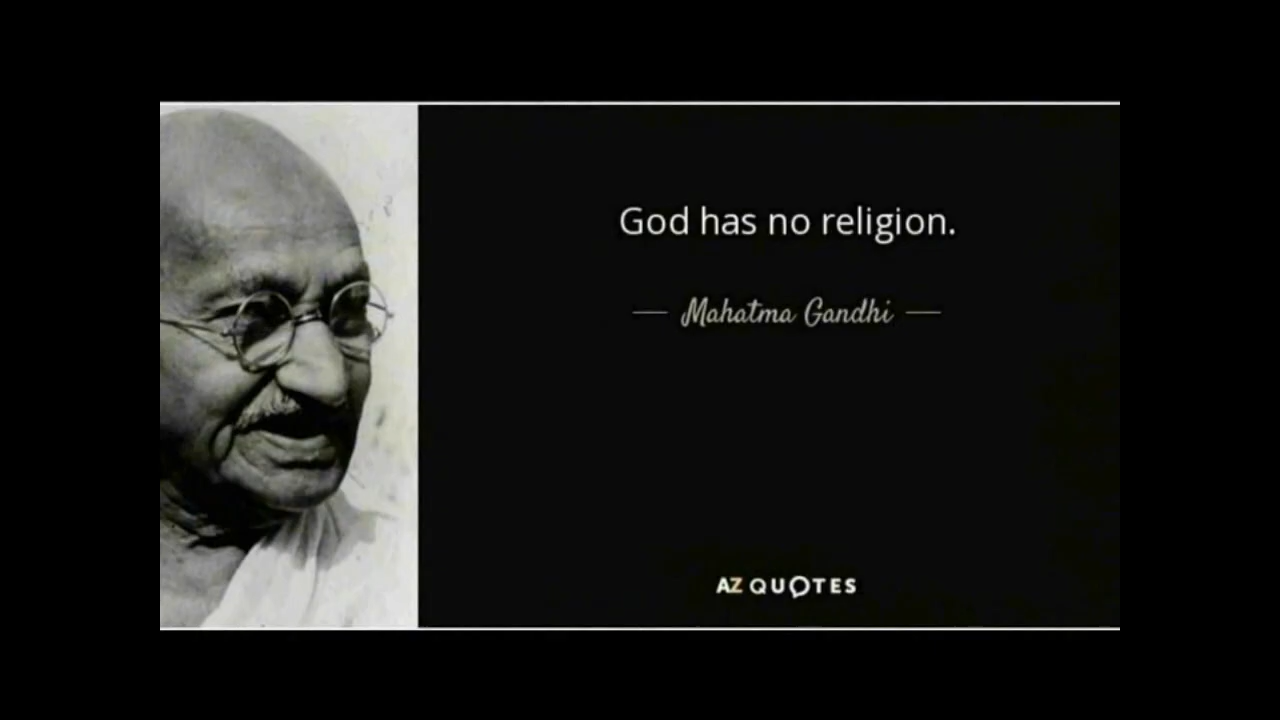 God has no religion.
— Mahatma Gandhi —
AZ QUOTES